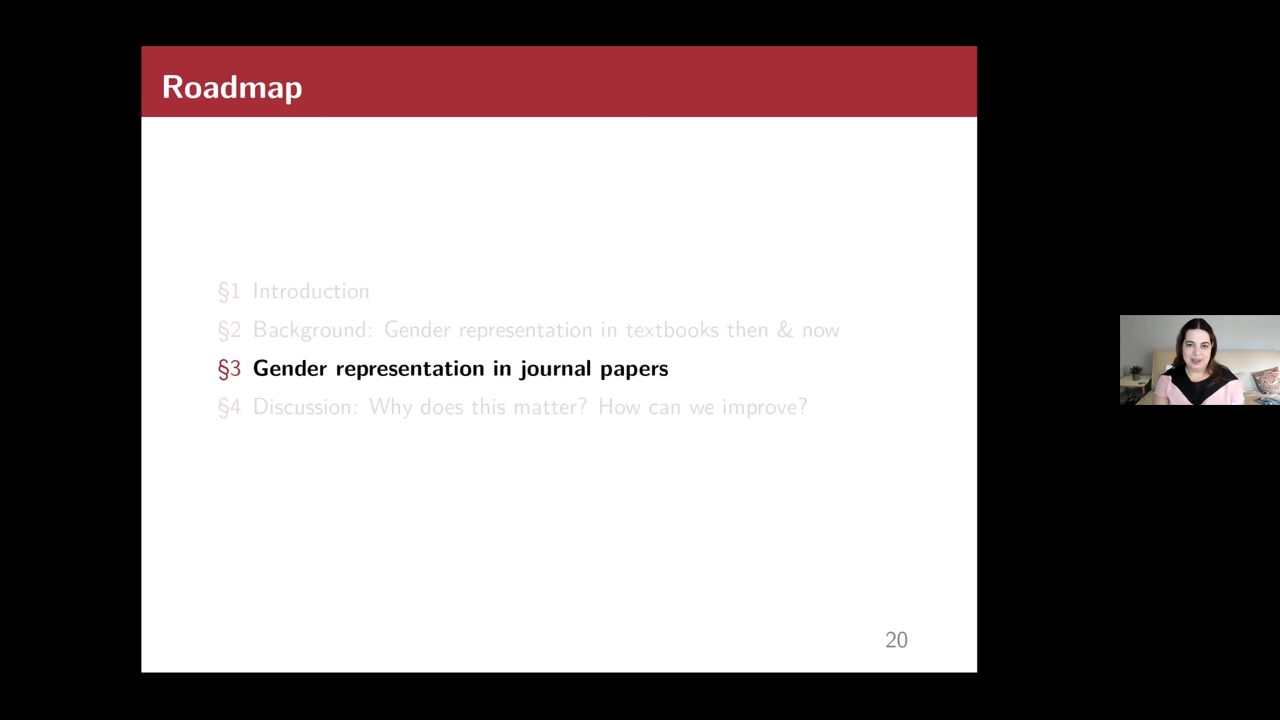 Roadmap
§1 Introduction
§2 Background: Gender representation in textbooks then & now
§3 Gender representation in journal papers
§4 Discussion: Why does this matter? How can we improve?
20